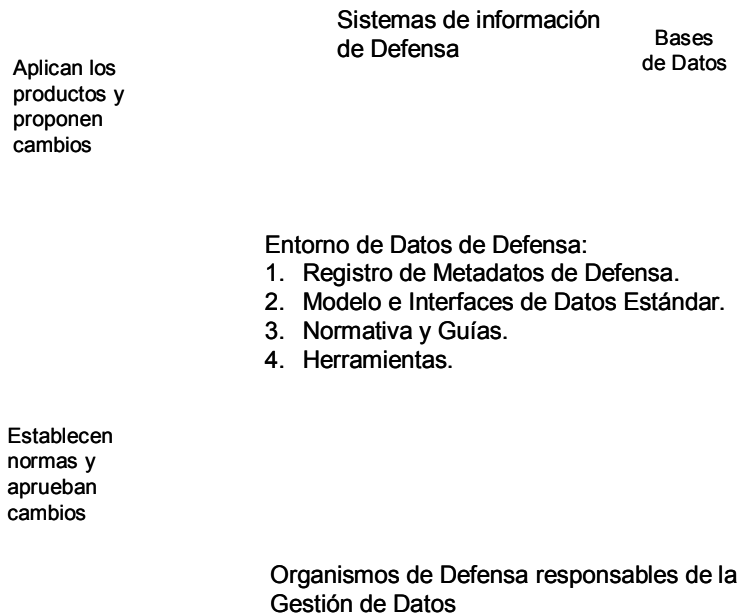 Sistemas de información
de Defensa
Bases
de Datos
Aplican los
productos y
proponen
cambios
Entorno de Datos de Defensa:
1. Registro de Metadatos de Defensa.
2. Modelo e Interfaces de Datos Estándar.
3. Normativa y Guías.
4. Herramientas.
Establecen
normas y
aprueban
cambios
Organismos de Defensa responsables de la
Gestión de Datos